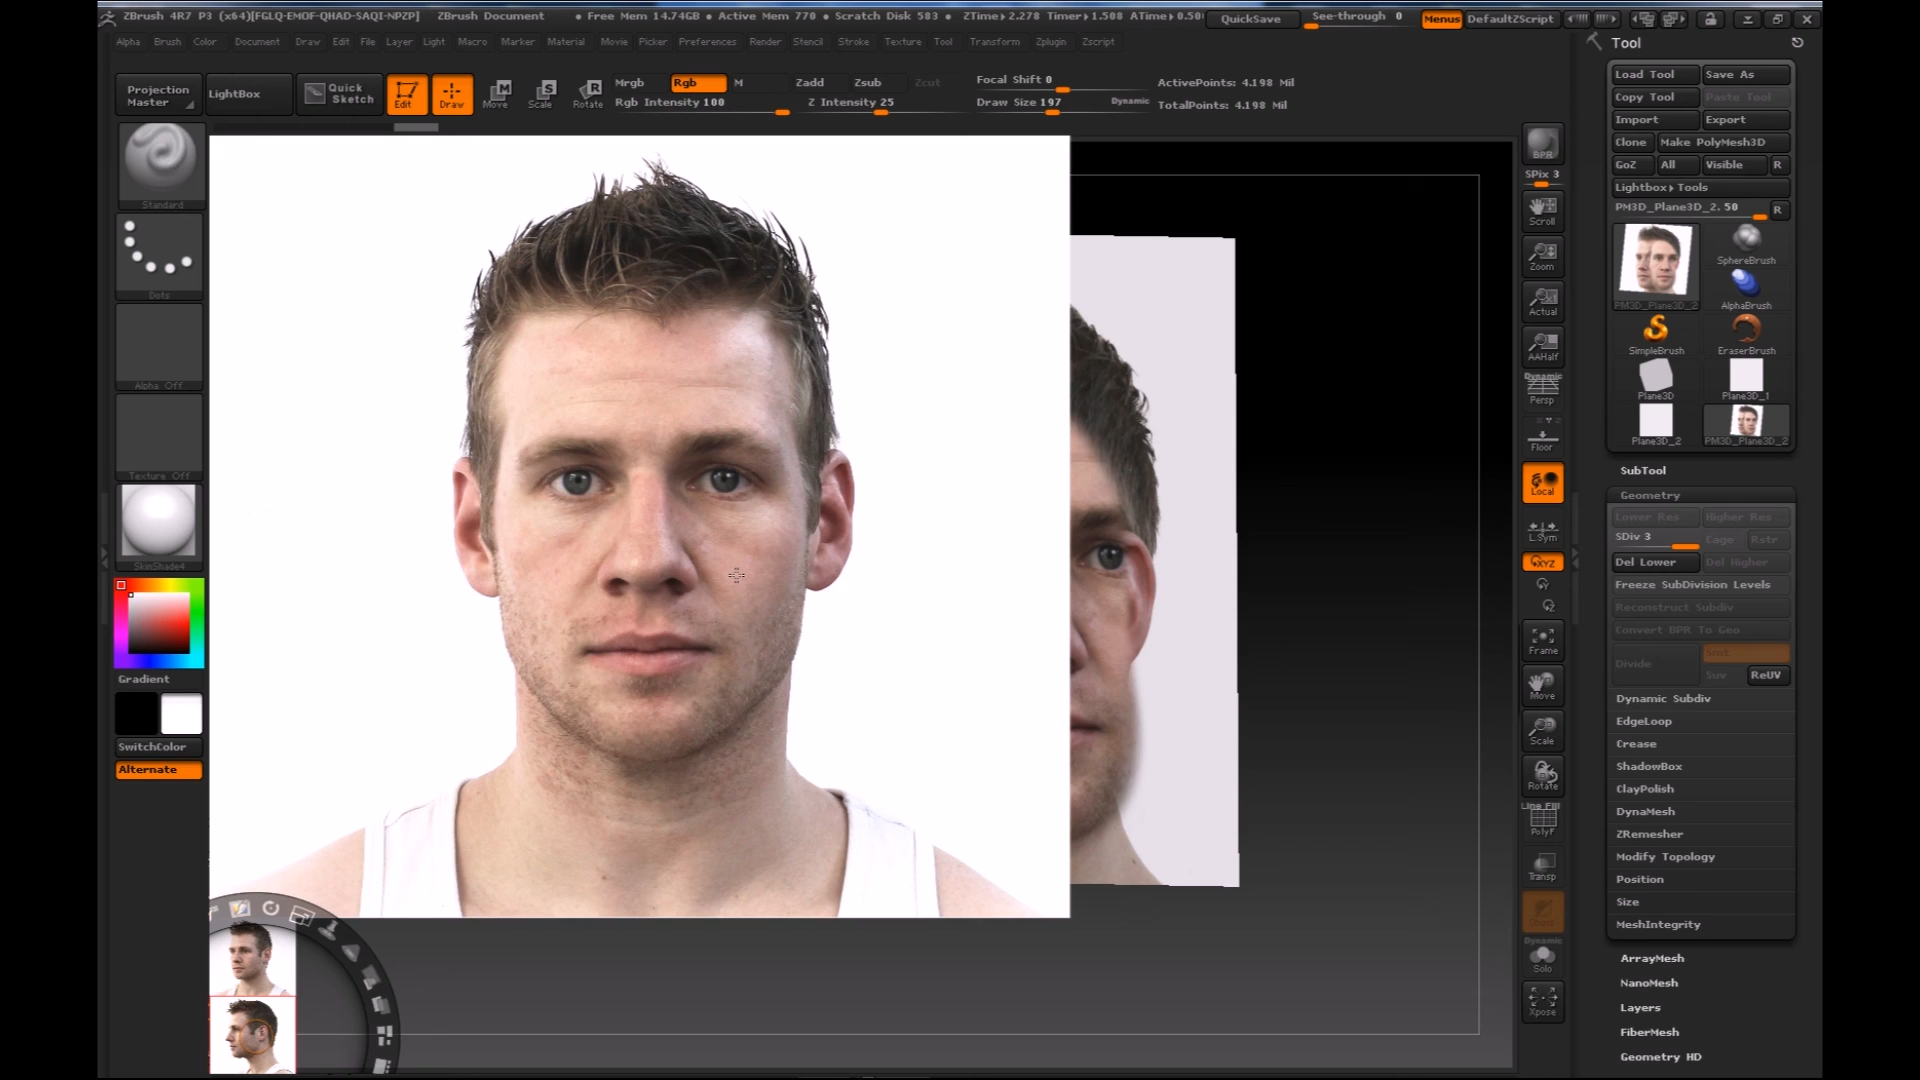 ZBrush 4R7 P3 (x64)[FGLQ-EMOF-QHAD-SAQI-NPZP] ZBrush Document • Free Mem 14.74GB • Active Mem 770 • Scratch Disk 583 • ZTime▸2.278 Timer▸1.508 ATime▸0.50 QuickSave See-through 0 Menus DefaultZScript
Alpha Brush Color Document Draw Edit File Layer Light Macro Marker Material Movie Picker Preferences Render Stencil Stroke Texture Tool Transform Zplugin Zscript
Projection
Master
LightBox
Quick
Sketch
Edit
Draw
Move
Scale
Rotate
Mrgb Rgb M Zadd Zsub Zcut
Rgb Intensity 100 Z Intensity 25
Focal Shift 0
Draw Size 197 Dynamic
ActivePoints: 4.198 Mil
TotalPoints: 4.198 Mil
Standard
Dots
Alpha Off
Texture Off
SkinShade4
Gradient
SwitchColor
Alternate
BPR
SPix 3
Scroll
Zoom
Actual
AAHalf
Dynamic
Persp
Floor
Local
L.Sym
XYZ
Y
Z
Frame
Move
Scale
Rotate
Line Fill
PolyF
Transp
Dynamic
Solo
Xpose
Tool
Load Tool Save As
Copy Tool Paste Tool
Import Export
Clone Make PolyMesh3D
GoZ All Visible R
Lightbox▸Tools
PM3D_Plane3D_2. 50 R
PM3D_Plane3D_2
SphereBrush
AlphaBrush
SimpleBrush EraserBrush
Plane3D Plane3D_1
Plane3D_2 PM3D_Plane3D_2
SubTool
Geometry
Lower Res Higher Res
SDiv 3 Cage Rstr
Del Lower Del Higher
Freeze SubDivision Levels
Reconstruct Subdiv
Convert BPR To Geo
Divide Smt
Suv ReUV
Dynamic Subdiv
EdgeLoop
Crease
ShadowBox
ClayPolish
DynaMesh
ZRemesher
Modify Topology
Position
Size
MeshIntegrity
ArrayMesh
NanoMesh
Layers
FiberMesh
Geometry HD